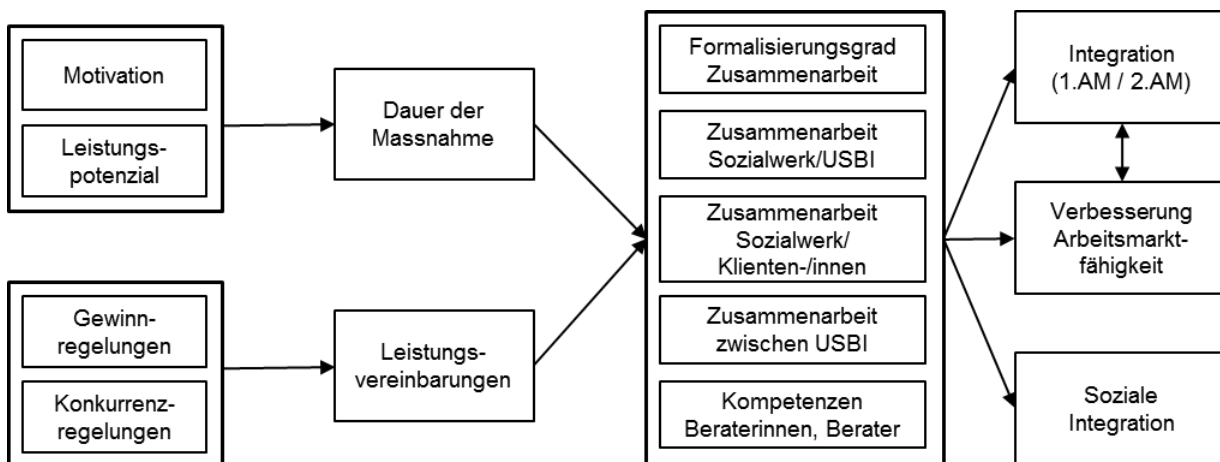 Motivation
Leistungs-
potenzial
Gewinn-
regelungen
Konkurrenz-
regelungen
Dauer der
Massnahme
Leistungs-
vereinbarungen
Formalisierungsgrad
Zusammenarbeit
Zusammenarbeit
Sozialwerk/USBI
Zusammenarbeit
Sozialwerk/
Klienten-/innen
Zusammenarbeit
zwischen USBI
Kompetenzen
Beraterinnen, Berater
Integration
(1.AM / 2.AM)
Verbesserung
Arbeitsmarkt-
fähigkeit
Soziale
Integration